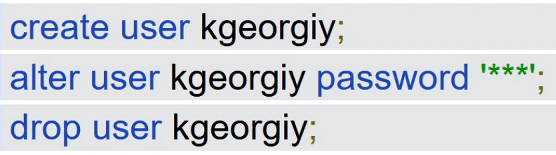 create user kgeorgiy;
alter user kgeorgiy password '***';
drop user kgeorgiy;